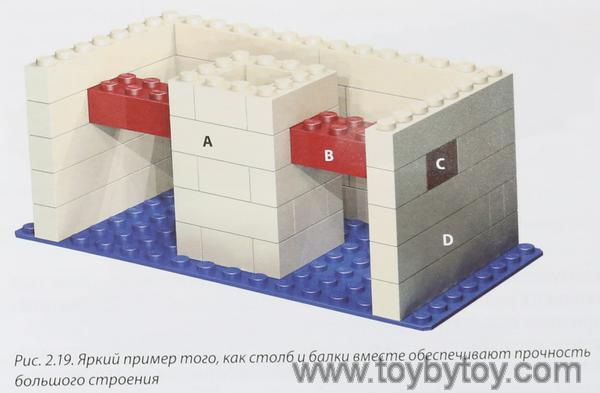 A
B
C
D
Рис. 2.19. Яркий пример того, как столб и балки вместе обеспечивают прочность
большого строения
www.toybytoy.com